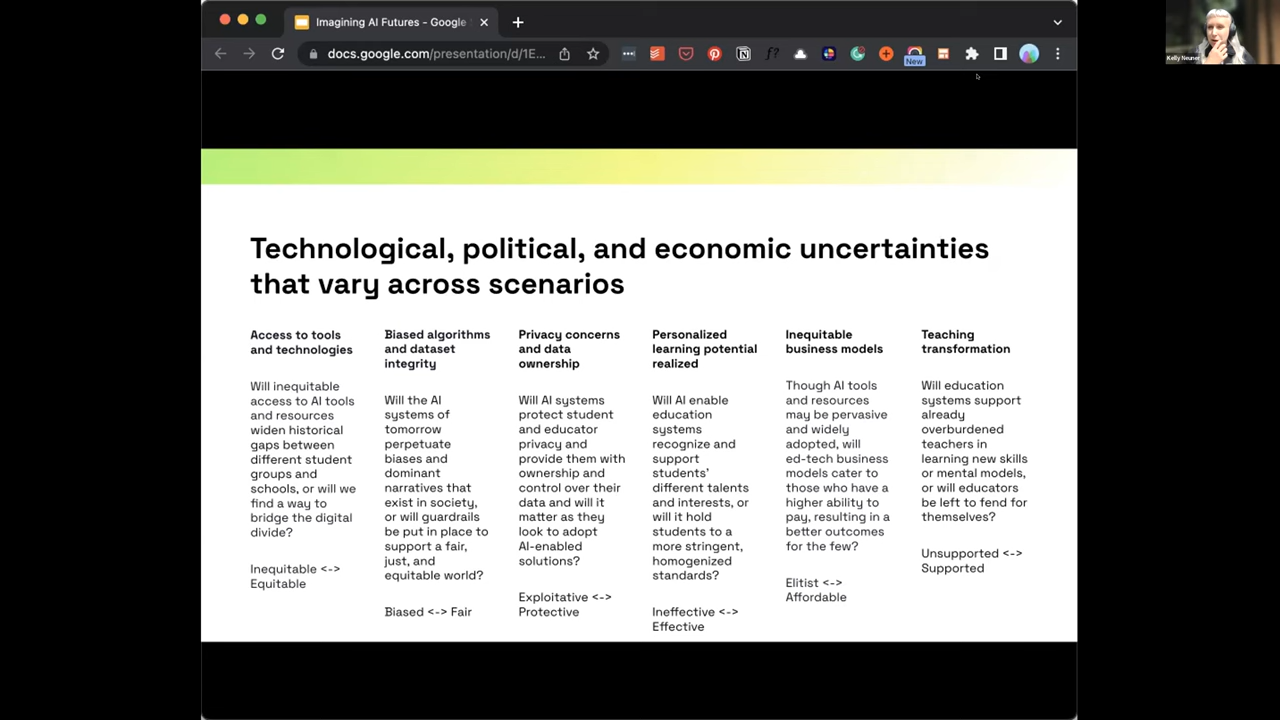 Imagining AI Futures - Google
docs.google.com/presentation/d/1E...
New
Kelly Neuner
Technological, political, and economic uncertainties
that vary across scenarios
Access to tools
and technologies
Will inequitable
access to AI tools
and resources
widen historical
gaps between
different student
groups and
schools, or will we
find a way to
bridge the digital
divide?
Inequitable <->
Equitable
Biased algorithms
and dataset
integrity
Will the AI
systems of
tomorrow
perpetuate
biases and
dominant
narratives that
exist in society,
or will guardrails
be put in place to
support a fair,
just, and
equitable world?
Biased <-> Fair
Privacy concerns
and data
ownership
Will AI systems
protect student
and educator
privacy and
provide them with
ownership and
control over their
data and will it
matter as they
look to adopt
AI-enabled
solutions?
Exploitative <->
Protective
Personalized
learning potential
realized
Will AI enable
education
systems
recognize and
support
students'
different talents
and interests, or
will it hold
students to a
more stringent,
homogenized
standards?
Ineffective <->
Effective
Inequitable
business models
Though AI tools
and resources
may be pervasive
and widely
adopted, will
ed-tech business
models cater to
those who have a
higher ability to
pay, resulting in a
better outcomes
for the few?
Elitist <->
Affordable
Teaching
transformation
Will education
systems support
already
overburdened
teachers in
learning new skills
or mental models,
or will educators
be left to fend for
themselves?
Unsupported <->
Supported